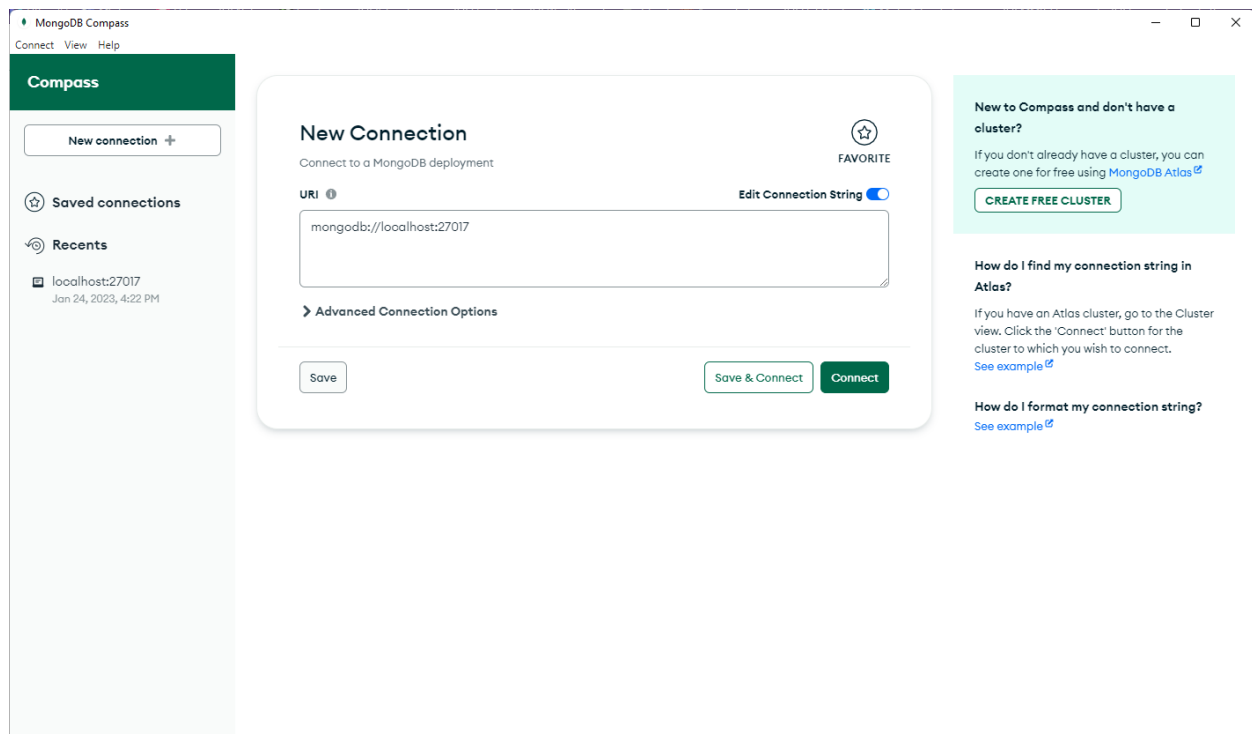 MongoDB Compass
Connect View Help
Compass
New connection
Saved connections
Recents
localhost:27017
Jan 24, 2023, 4:22 PM
New Connection
Connect to a MongoDB deployment
FAVORITE
URI
Edit Connection String
mongodb://localhost:27017
Advanced Connection Options
Save
Save & Connect
Connect
New to Compass and don't have a
cluster?
If you don't already have a cluster, you can
create one for free using MongoDB Atlas
CREATE FREE CLUSTER
How do I find my connection string in
Atlas?
If you have an Atlas cluster, go to the Cluster
view. Click the 'Connect' button for the
cluster to which you wish to connect.
See example
How do I format my connection string?
See example